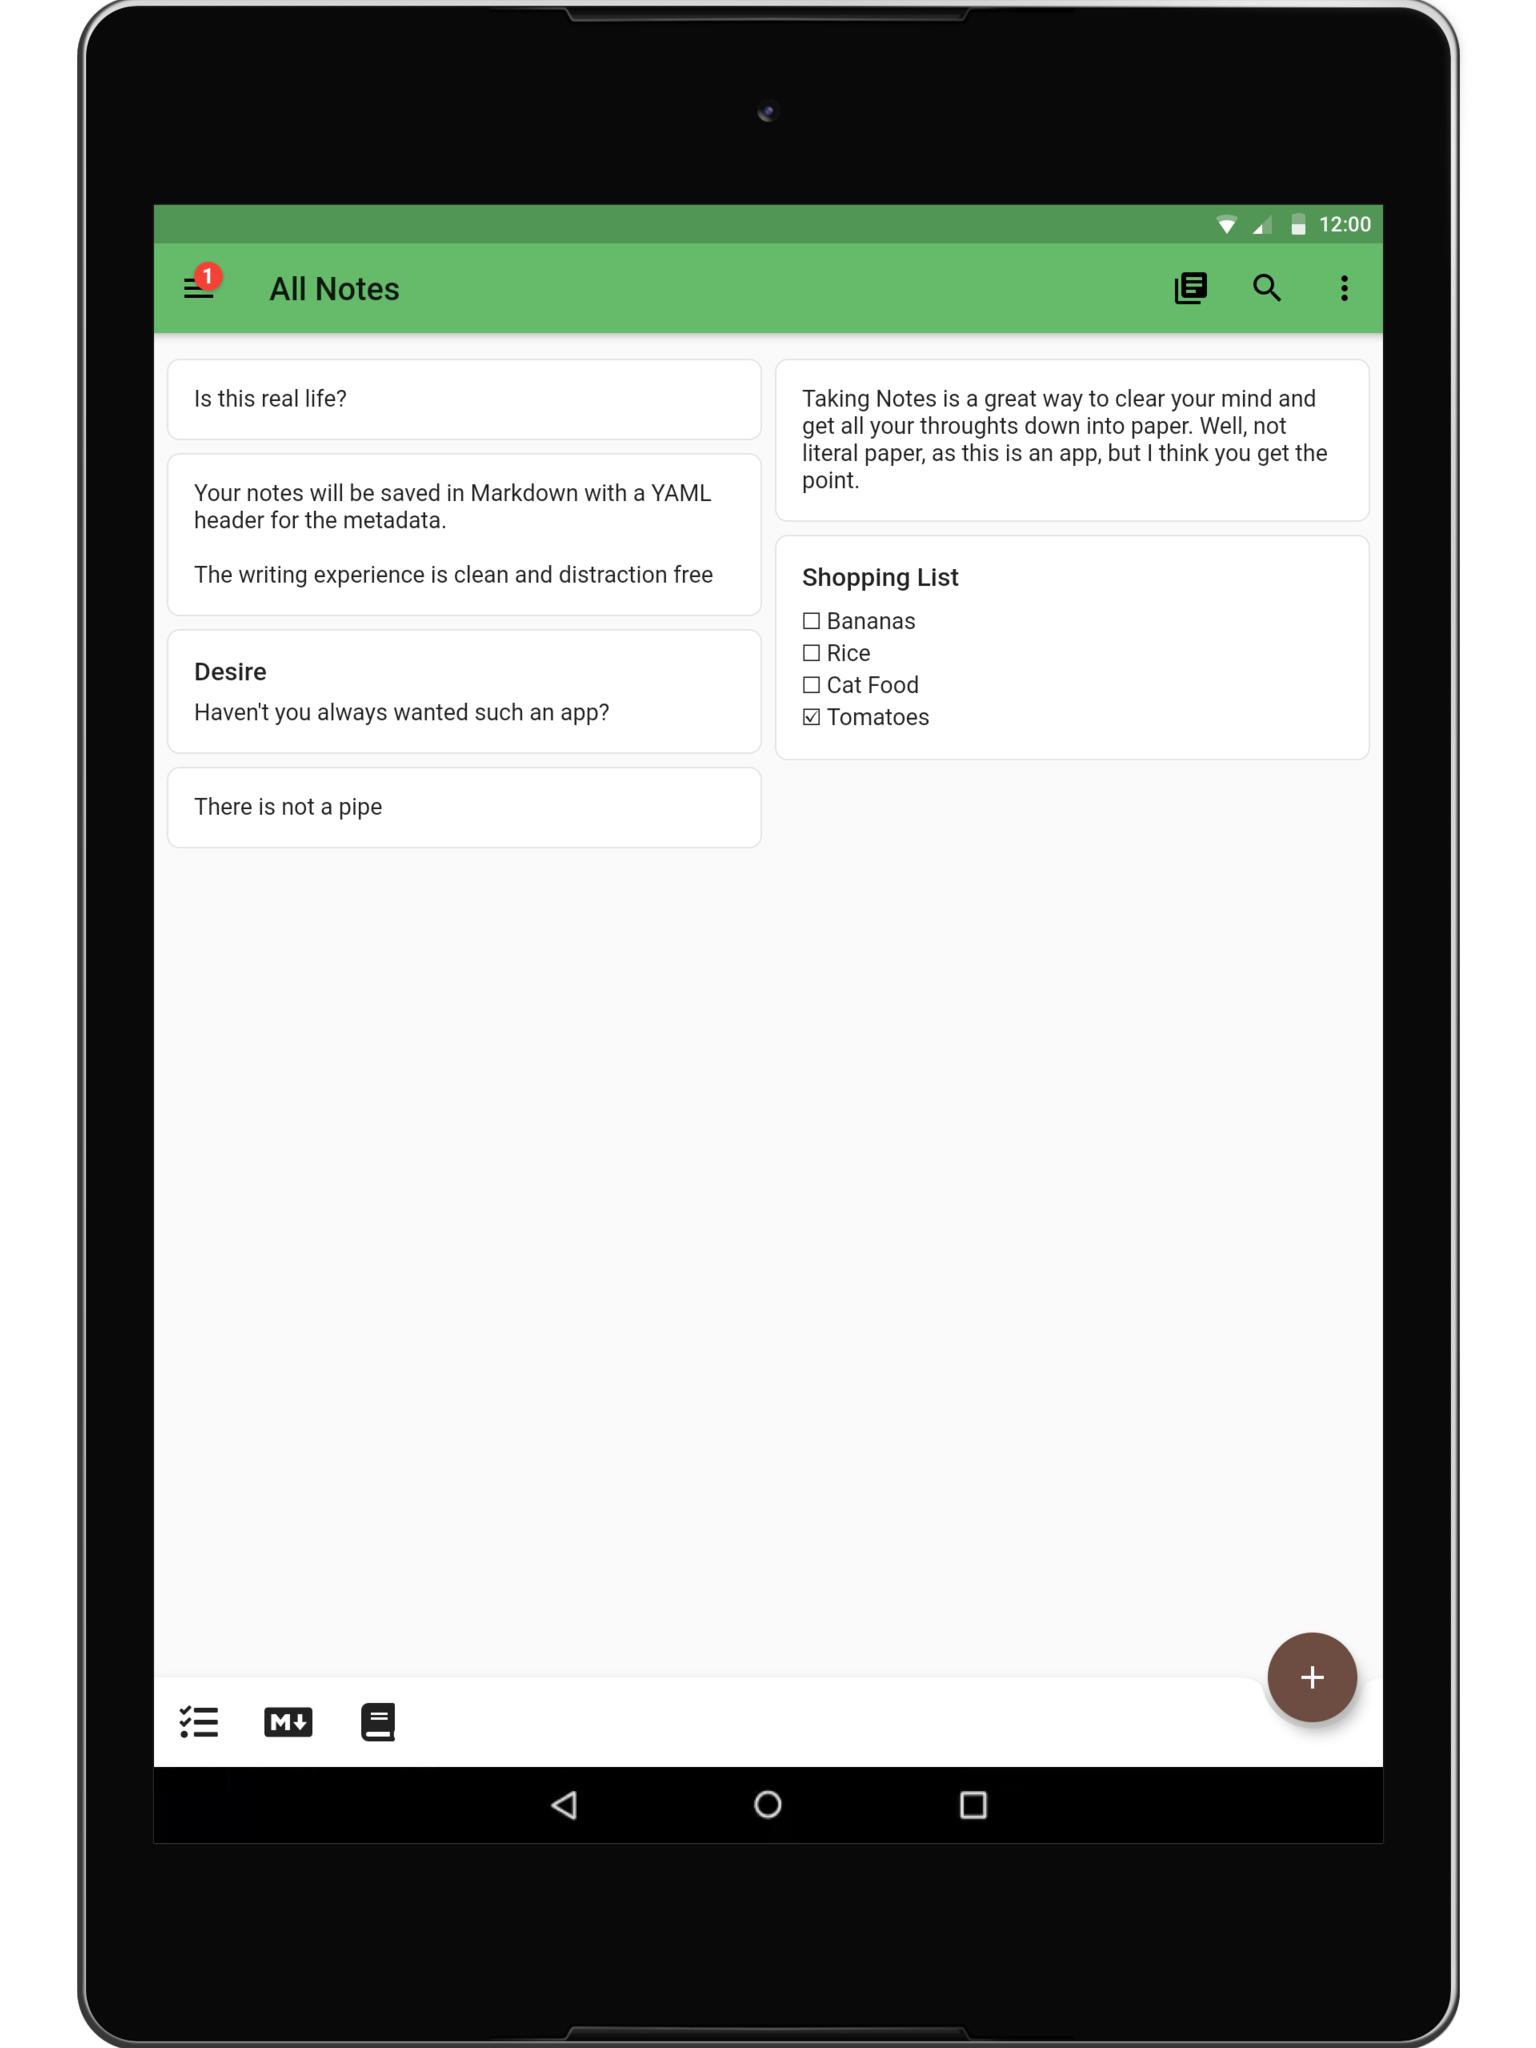 12:00
1
All Notes
Is this real life?
Your notes will be saved in Markdown with a YAML
header for the metadata.
The writing experience is clean and distraction free
Desire
Haven't you always wanted such an app?
There is not a pipe
Taking Notes is a great way to clear your mind and
get all your throughts down into paper. Well, not
literal paper, as this is an app, but I think you get the
point.
Shopping List
☐ Bananas
☐ Rice
☐ Cat Food
☑ Tomatoes
M